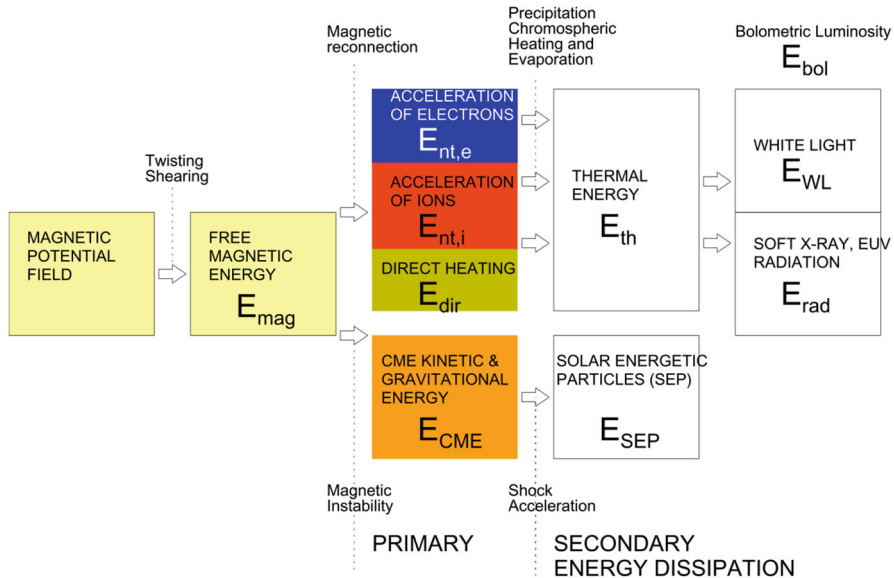 Magnetic
reconnection
Precipitation
Chromospheric
Heating and
Evaporation
Bolometric Luminosity
E_bol
Twisting
Shearing
MAGNETIC
POTENTIAL
FIELD
FREE
MAGNETIC
ENERGY
E_mag
ACCELERATION
OF ELECTRONS
E_nt,e
ACCELERATION
OF IONS
E_nt,i
DIRECT HEATING
E_dir
CME KINETIC &
GRAVITATIONAL
ENERGY
E_CME
THERMAL
ENERGY
E_th
SOLAR ENERGETIC
PARTICLES (SEP)
E_SEP
WHITE LIGHT
E_WL
SOFT X-RAY, EUV
RADIATION
E_rad
Magnetic
Instability
Shock
Acceleration
PRIMARY
SECONDARY
ENERGY DISSIPATION